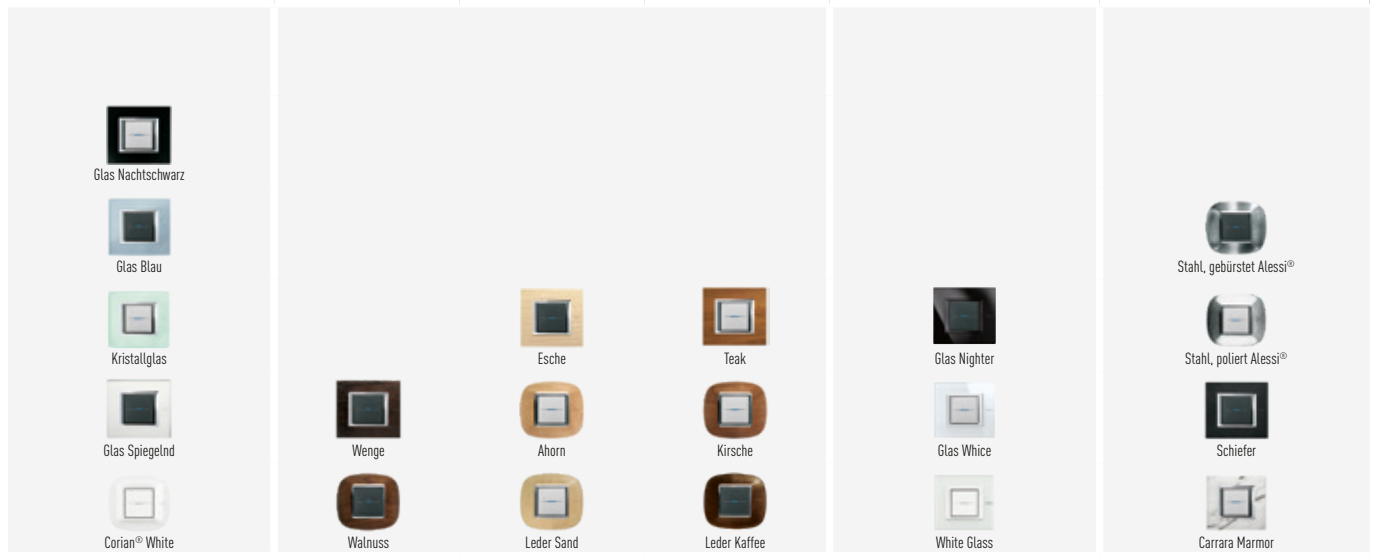 Glas Nachtschwarz
Glas Blau
Stahl, gebürstet Alessi®
Kristallglas
Esche
Teak
Glas Nighter
Stahl, poliert Alessi®
Glas Spiegelnd
Wenge
Ahorn
Kirsche
Glas Whice
Schiefer
Corian® White
Walnuss
Leder Sand
Leder Kaffee
White Glass
Carrara Marmor